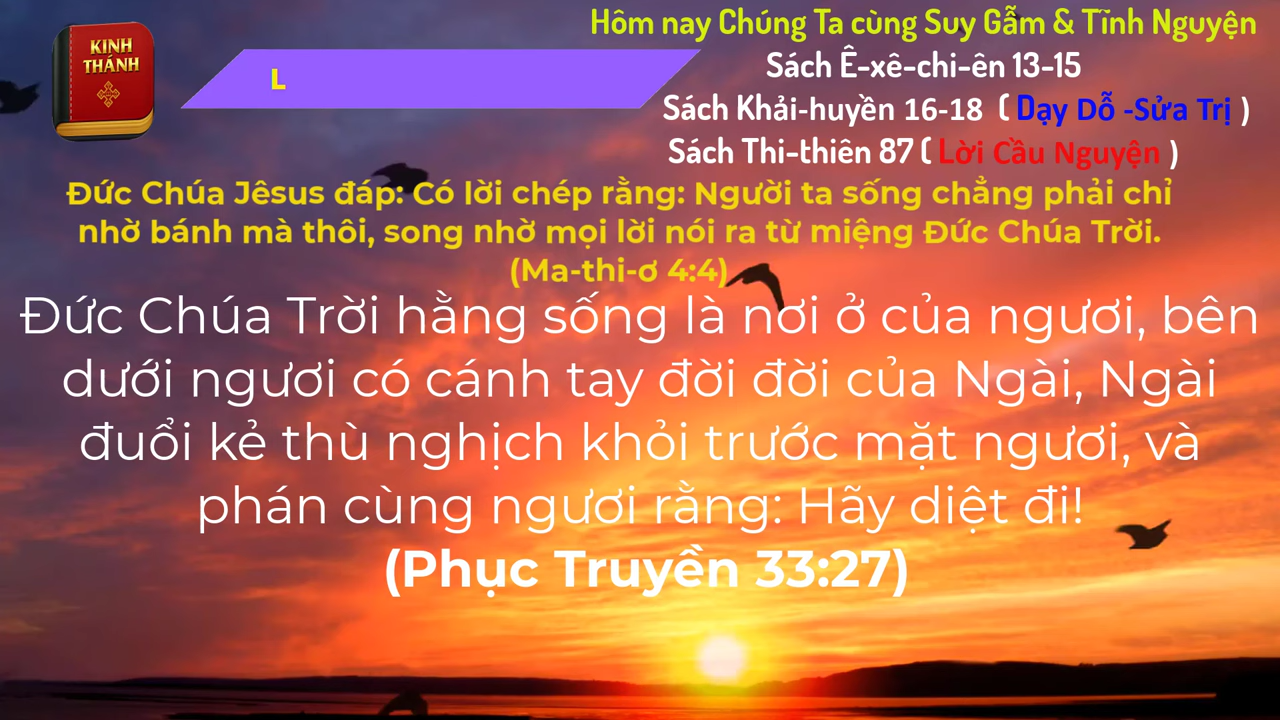 KINH
THÁNH
L
Hôm nay Chúng Ta cùng Suy Gẫm & Tĩnh Nguyện
Sách Ê-xê-chi-ên 13-15
Sách Khải-huyền 16-18 ( Dạy Dỗ -Sửa Trị )
Sách Thi-thiên 87 ( Lời Cầu Nguyện )
Đức Chúa Jêsus đáp: Có lời chép rằng: Người ta sống chẳng phải chỉ
nhờ bánh mà thôi, song nhờ mọi lời nói ra từ miệng Đức Chúa Trời.
(Ma-thi-ơ 4:4)
Đức Chúa Trời hằng sống là nơi ở của ngươi, bên
dưới ngươi có cánh tay đời đời của Ngài, Ngài
đuổi kẻ thù nghịch khỏi trước mặt ngươi, và
phán cùng ngươi rằng: Hãy diệt đi!
(Phục Truyền 33:27)